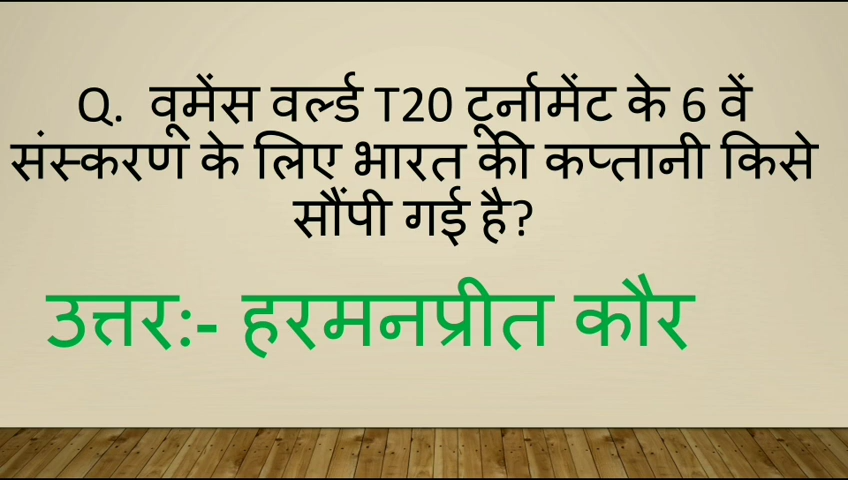 Q. वूमेंस वर्ल्ड T20 टूर्नामेंट के 6 वें
संस्करण के लिए भारत की कप्तानी किसे
सौंपी गई है?
उत्तर:- हरमनप्रीत कौर